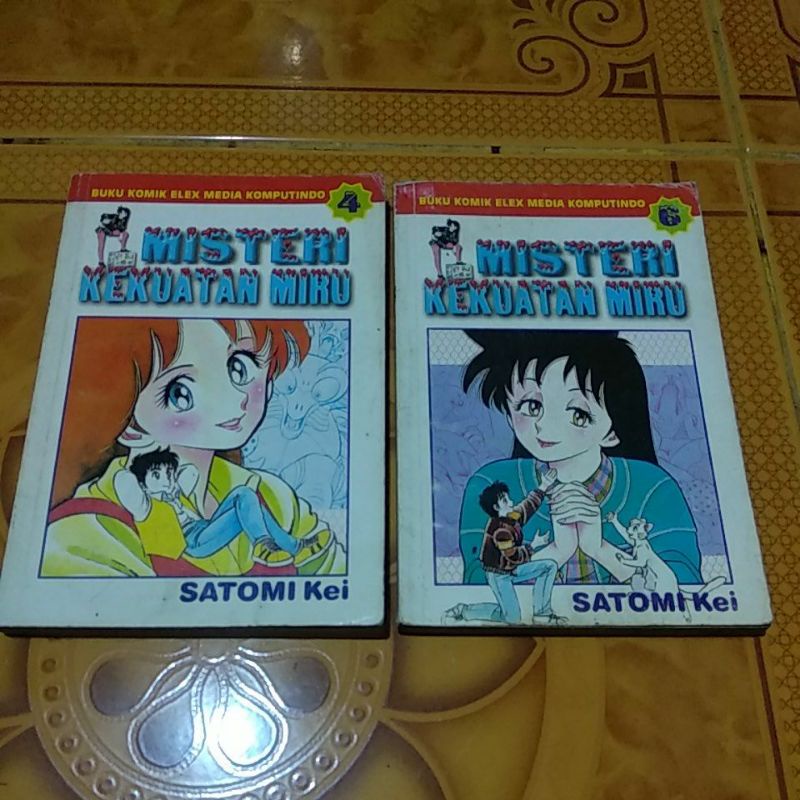 BUKU KOMIK ELEX MEDIA KOMPUTINDO
4
MISTERI
KEKUATAN MIRU
SATOMI Kei
BUKU KOMIK ELEX MEDIA KOMPUTINDO
6
MISTERI
KEKUATAN MIRU
SATOMI Kei